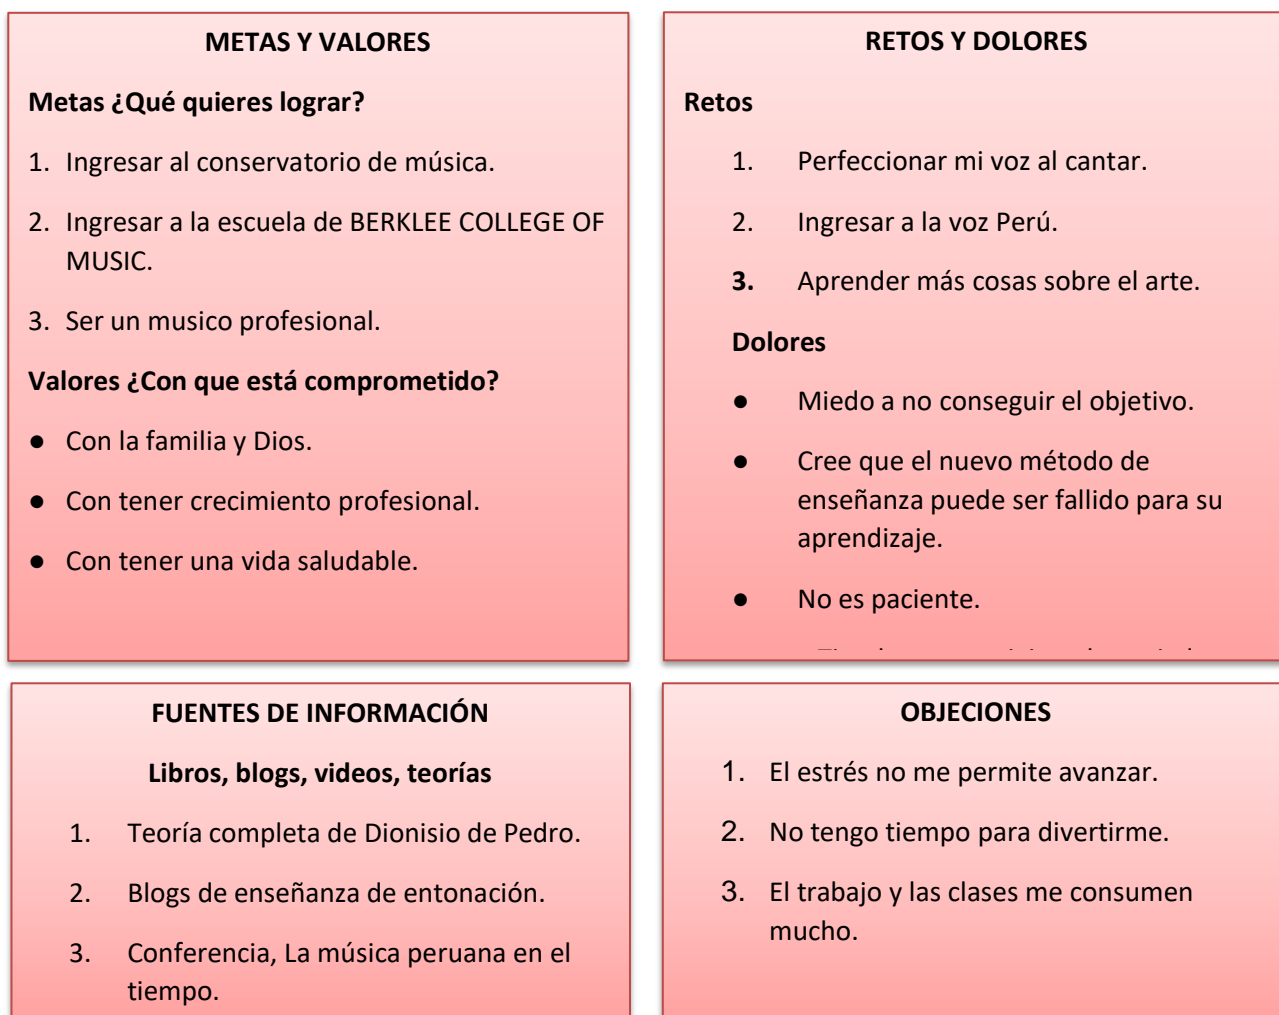 METAS Y VALORES
Metas ¿Qué quieres lograr?
1. Ingresar al conservatorio de música.
2. Ingresar a la escuela de BERKLEE COLLEGE OF
MUSIC.
3. Ser un musico profesional.
Valores ¿Con que está comprometido?
● Con la familia y Dios.
● Con tener crecimiento profesional.
● Con tener una vida saludable.
RETOS Y DOLORES
Retos
1. Perfeccionar mi voz al cantar.
2. Ingresar a la voz Perú.
3. Aprender más cosas sobre el arte.
Dolores
● Miedo a no conseguir el objetivo.
● Cree que el nuevo método de
enseñanza puede ser fallido para su
aprendizaje.
● No es paciente.
FUENTES DE INFORMACIÓN
Libros, blogs, videos, teorías
1. Teoría completa de Dionisio de Pedro.
2. Blogs de enseñanza de entonación.
3. Conferencia, La música peruana en el
tiempo.
OBJECIONES
1. El estrés no me permite avanzar.
2. No tengo tiempo para divertirme.
3. El trabajo y las clases me consumen
mucho.